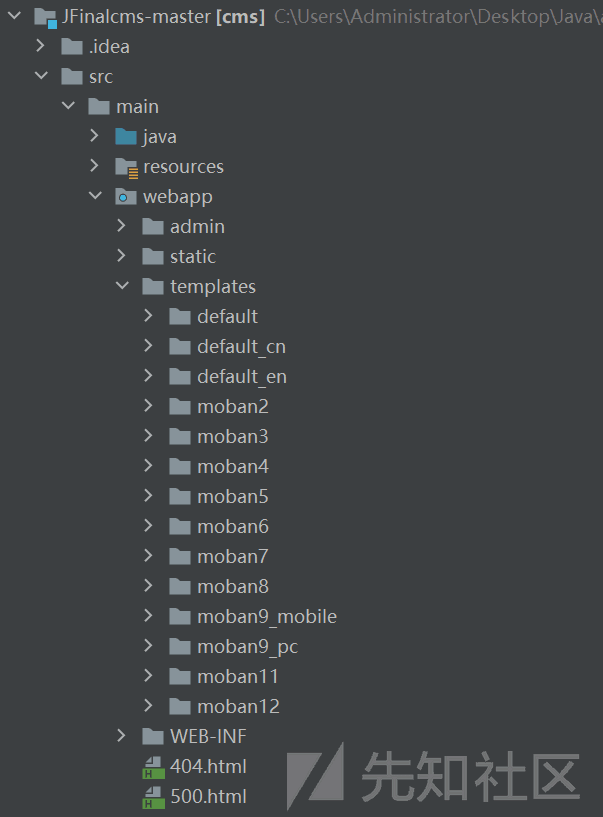 JFinalcms-master [cms] C:\Users\Administrator\Desktop\Java\
.idea
src
main
java
resources
webapp
admin
static
templates
default
default_cn
default_en
moban2
moban3
moban4
moban5
moban6
moban7
moban8
moban9_mobile
moban9_pc
moban11
moban12
WEB-INF
404.html
500.html
先知社区